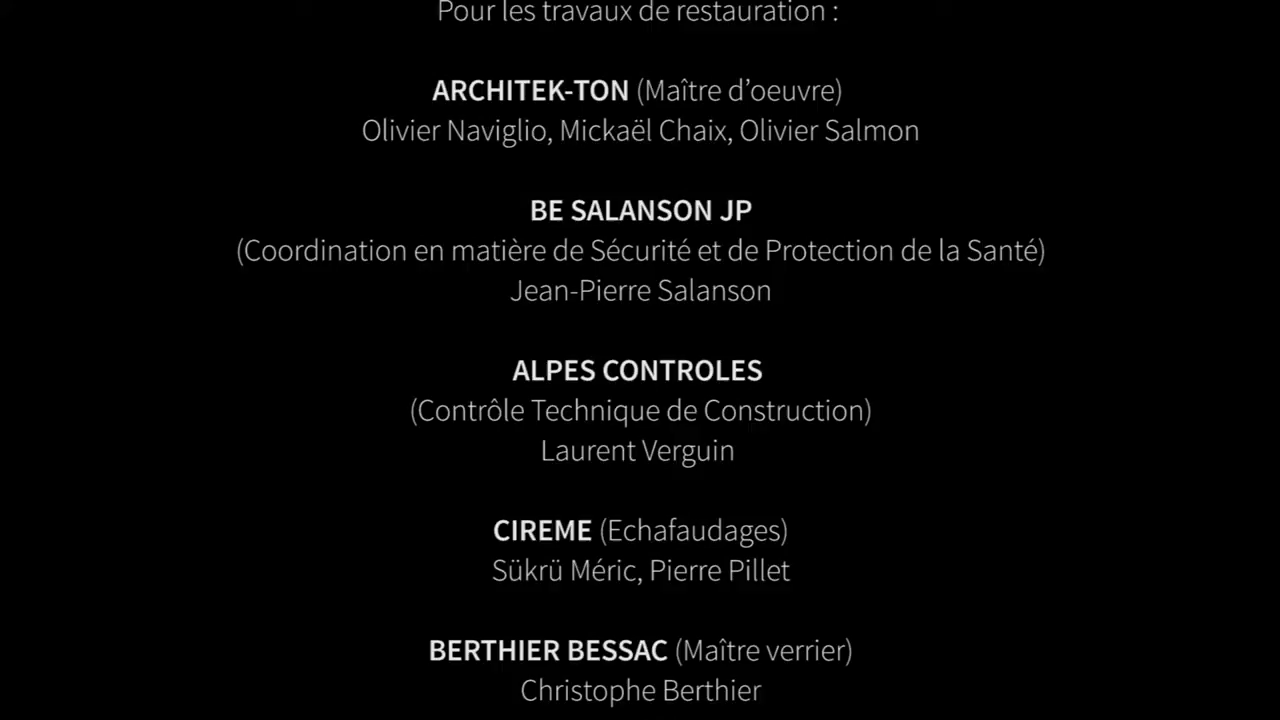 Pour les travaux de restauration :
ARCHITEK-TON (Maître d’oeuvre)
Olivier Naviglio, Mickaël Chaix, Olivier Salmon
BE SALANSON JP
(Coordination en matière de Sécurité et de Protection de la Santé)
Jean-Pierre Salanson
ALPES CONTROLES
(Contrôle Technique de Construction)
Laurent Verguin
CIREME (Echafaudages)
Sükrü Méric, Pierre Pillet
BERTHIER BESSAC (Maître verrier)
Christophe Berthier